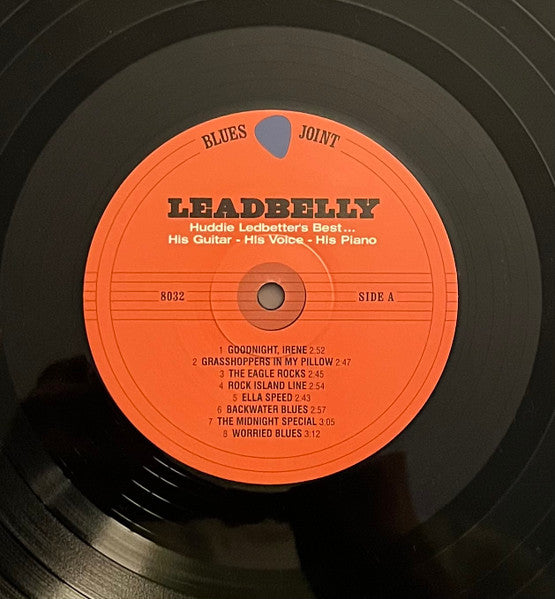 BLUES JOINT
LEADBELLY
Huddie Ledbetter's Best...
His Guitar - His Voice - His Piano
8032 SIDE A
1 GOODNIGHT, IRENE 2:52
2 GRASSHOPPERS IN MY PILLOW 2:47
3 THE EAGLE ROCKS 2:45
4 ROCK ISLAND LINE 2:54
5 ELLA SPEED 2:43
6 BACKWATER BLUES 2:57
7 THE MIDNIGHT SPECIAL 3:05
8 WORRIED BLUES 3:12